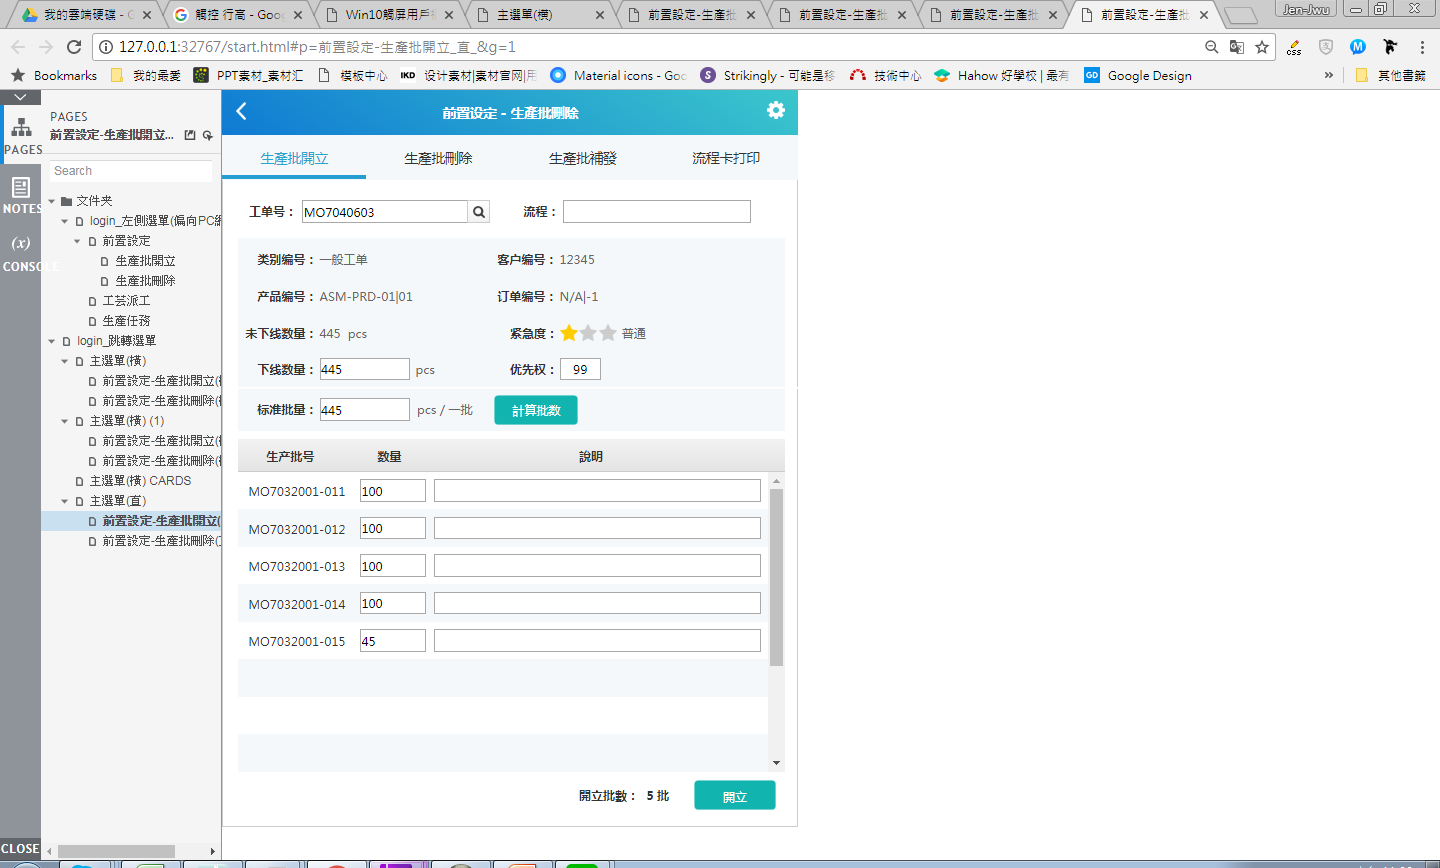 我的雲端硬碟 - G
觸控 行高 - Goog
Win10觸屏用戶
主選單(橫)
前置設定-生產批
前置設定-生產批
前置設定-生產批
前置設定-生產批
Jen-Jwu
127.0.0.1:32767/start.html#p=前置設定-生產批開立_直_&g=1
Bookmarks
我的最愛
PPT素材_素材汇
模板中心
IKD 设计素材|素材官网|用
Material icons - Goo
Strikingly - 可能是移
技術中心
Hahow 好學校 | 最有
GD Google Design
»
其他書籤
PAGES
NOTES
(x)
CONSOLE
CLOSE
PAGES
前置設定-生產批開立...
Search
文件夹
login_左側選單(偏向PC網
前置設定
生產批開立
生產批刪除
工芸派工
生產任務
login_跳轉選單
主選單(橫)
前置設定-生產批開立(橫
前置設定-生產批刪除(橫
主選單(橫) (1)
前置設定-生產批開立(橫
前置設定-生產批刪除(橫
主選單(橫) CARDS
主選單(直)
前置設定-生產批開立(
前置設定-生產批刪除(
前置设定 - 生產批刪除
生產批開立 生產批刪除 生產批補發 流程卡打印
工单号： MO7040603 流程：
类别编号：一般工单 客户编号： 12345
产品编号： ASM-PRD-01|01 订单编号： N/A|-1
未下线数量： 445 pcs 紧急度： 普通
下线数量： 445 pcs 优先权： 99
标准批量： 445 pcs / 一批 計算批数
生产批号 数量 說明
MO7032001-011 100
MO7032001-012 100
MO7032001-013 100
MO7032001-014 100
MO7032001-015 45
開立批數： 5 批 開立